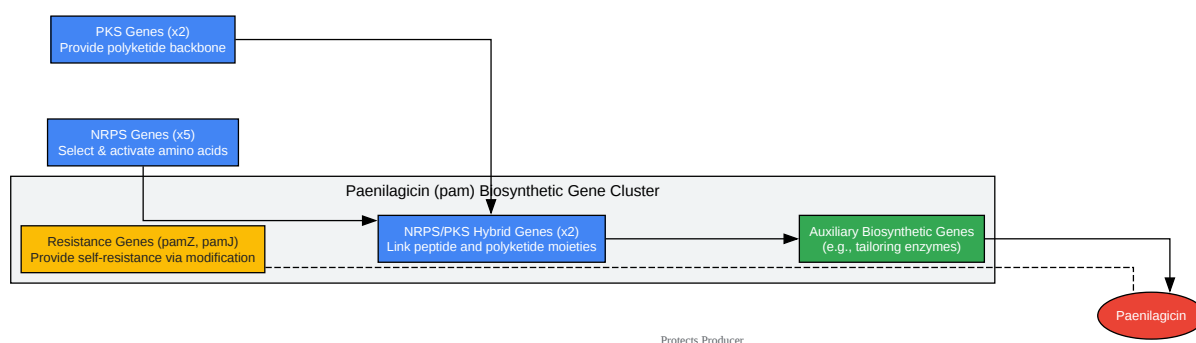 PKS Genes (x2)
Provide polyketide backbone
NRPS Genes (x5)
Select & activate amino acids
Paenilagicin (pam) Biosynthetic Gene Cluster
Resistance Genes (pamZ, pamJ)
Provide self-resistance via modification
NRPS/PKS Hybrid Genes (x2)
Link peptide and polyketide moieties
Auxiliary Biosynthetic Genes
(e.g., tailoring enzymes)
Paenilagicin
Protects Producer